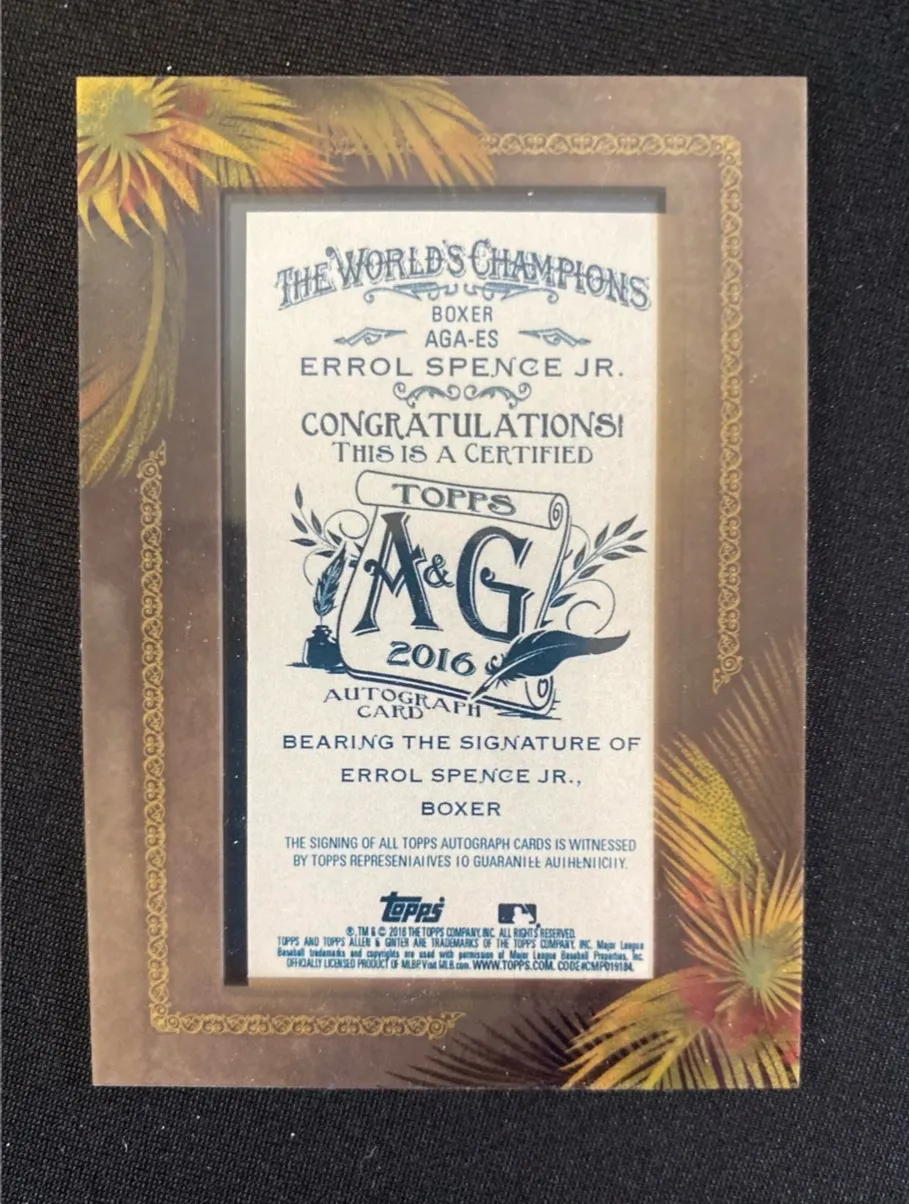 THE WORLD'S CHAMPIONS
BOXER
AGA-ES
ERROL SPENCE JR.
CONGRATULATIONS!
THIS IS A CERTIFIED
TOPPS
A&G
2016
AUTOGRAPH
CARD
BEARING THE SIGNATURE OF
ERROL SPENCE JR.,
BOXER
THE SIGNING OF ALL TOPPS AUTOGRAPH CARDS IS WITNESSED
BY TOPPS REPRESENTATIVES TO GUARANTEE AUTHENTICITY.
topps
®, TM & © 2016 THE TOPPS COMPANY, INC. ALL RIGHTS RESERVED.
TOPPS AND TOPPS ALLEN & GINTER ARE TRADEMARKS OF THE TOPPS COMPANY, INC. Major League
Baseball trademarks and copyrights are used with permission of Major League Baseball Properties, Inc.
OFFICIALLY LICENSED PRODUCT OF MLBP. Visit MLB.com. WWW.TOPPS.COM. CODE#CMP019184.